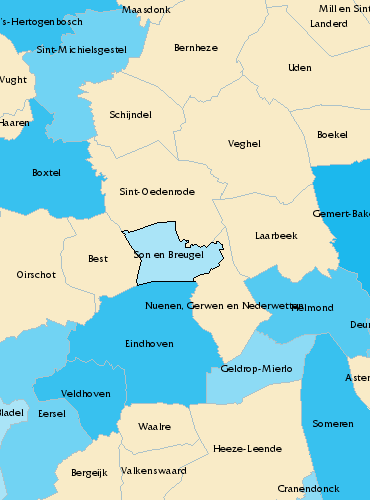 Maasdonk
Mill en Sint
's-Hertogenbosch
Landerd
Sint-Michielsgestel
Bernheze
Uden
Vught
Schijndel
Haaren
Boekel
Veghel
Boxtel
Sint-Oedenrode
Gemert-Bak
Laarbeek
Son en Breugel
Best
Oirschot
Nuenen, Gerwen en Nederwetten
Helmond
Deur
Eindhoven
Geldrop-Mierlo
Asten
Veldhoven
Bladel
Eersel
Someren
Waalre
Heeze-Leende
Bergeijk
Valkenswaard
Cranendonck